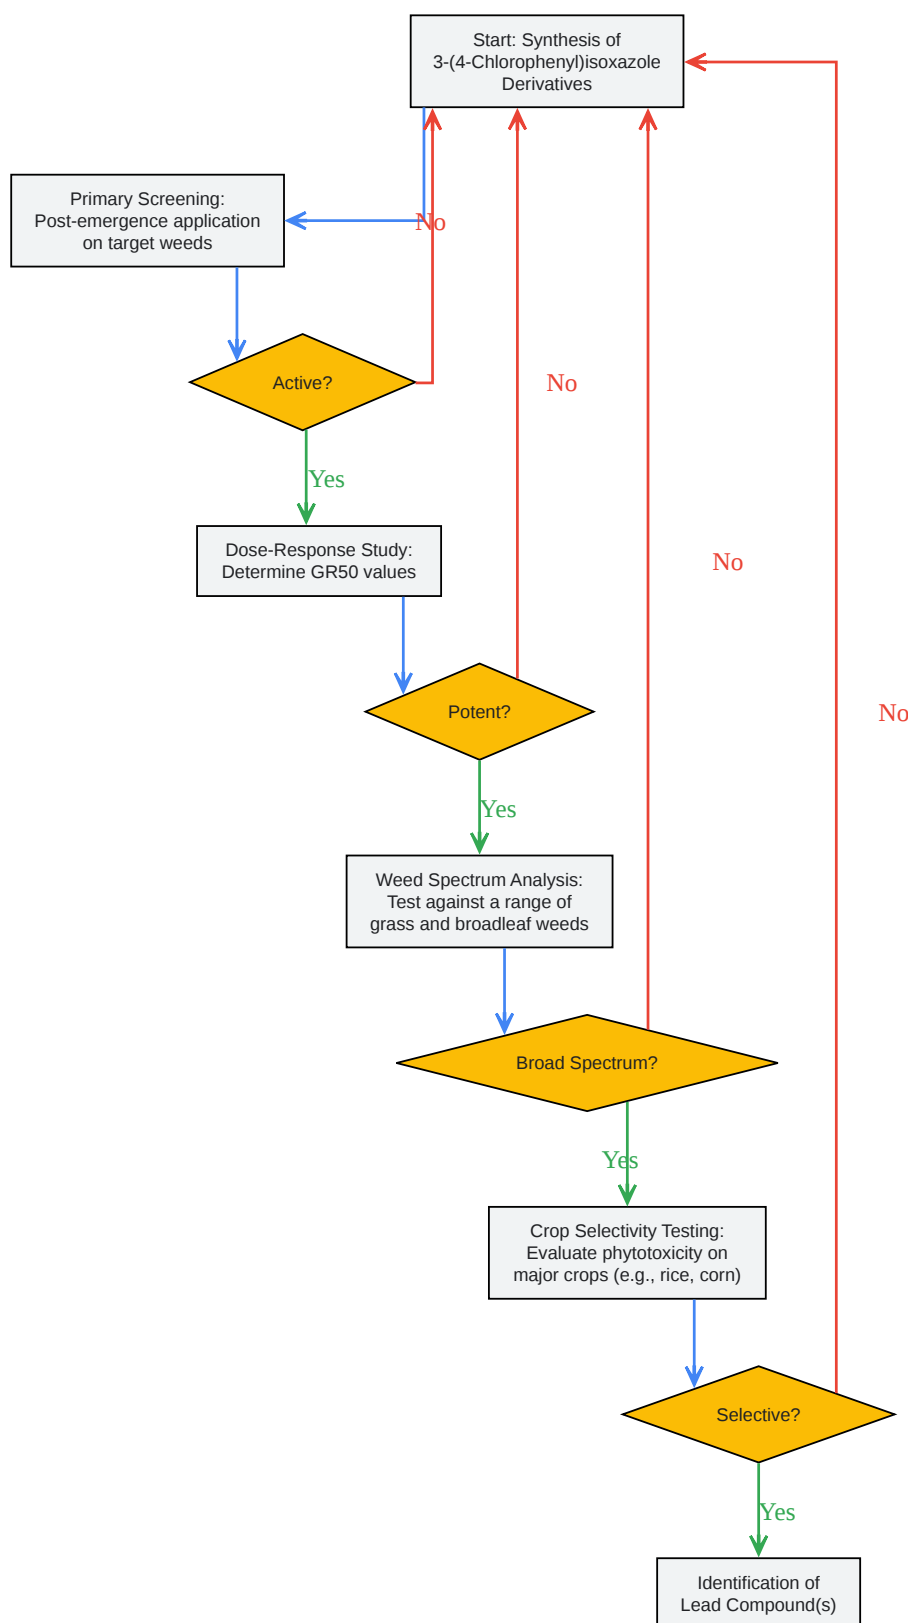 Start: Synthesis of
3-(4-Chlorophenyl)isoxazole
Derivatives
Primary Screening:
Post-emergence application
on target weeds
No
Active?
No
Yes
Dose-Response Study:
Determine GR50 values
No
Potent?
No
Yes
Weed Spectrum Analysis:
Test against a range of
grass and broadleaf weeds
Broad Spectrum?
Yes
Crop Selectivity Testing:
Evaluate phytotoxicity on
major crops (e.g., rice, corn)
Selective?
Yes
Identification of
Lead Compound(s)